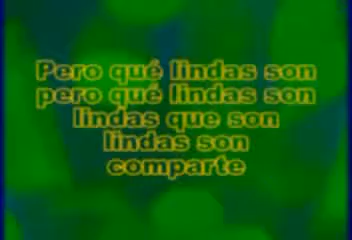 Pero qué lindas son
pero qué lindas son
lindas que son
lindas son
comparte